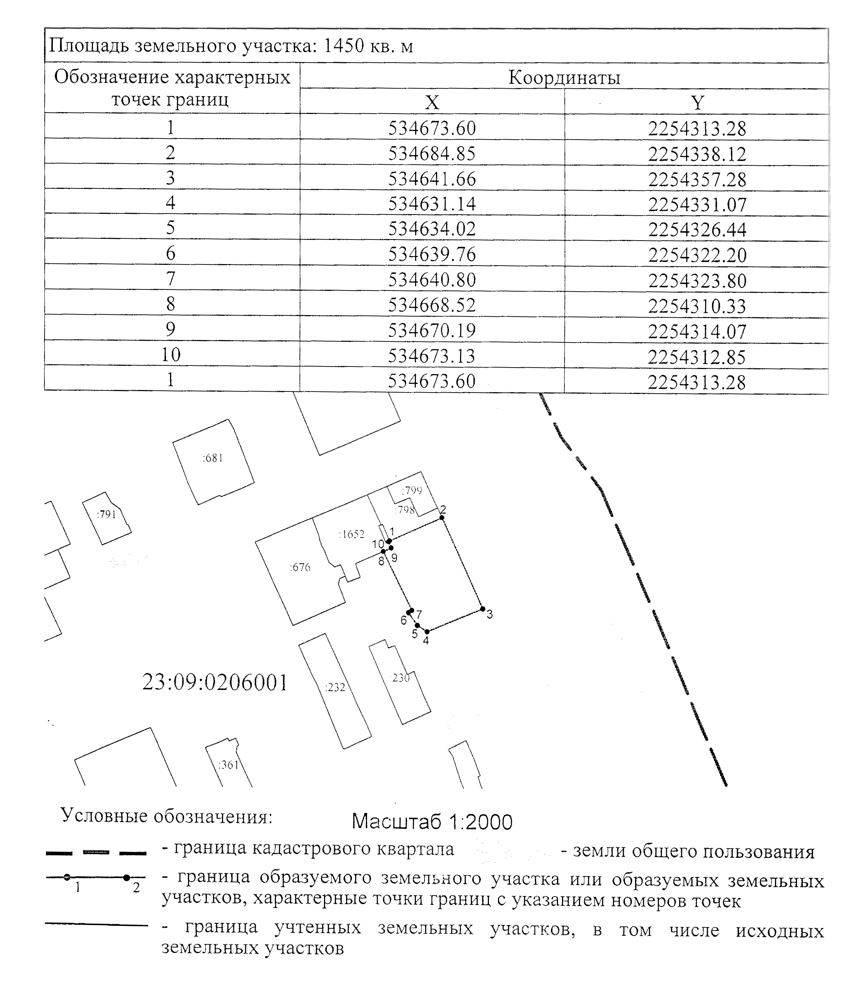 Площадь земельного участка: 1450 кв. м
Обозначение характерных
точек границ
Координаты
X
Y
1 534673.60 2254313.28
2 534684.85 2254338.12
3 534641.66 2254357.28
4 534631.14 2254331.07
5 534634.02 2254326.44
6 534639.76 2254322.20
7 534640.80 2254323.80
8 534668.52 2254310.33
9 534670.19 2254314.07
10 534673.13 2254312.85
1 534673.60 2254313.28
:681
:799
:791
:798
2
:1652
1
10
9
8
:676
7
3
6
5
4
23:09:0206001
:232
:230
:361
Условные обозначения:
Масштаб 1:2000
- граница кадастрового квартала
- земли общего пользования
1 2
- граница образуемого земельного участка или образуемых земельных
участков, характерные точки границ с указанием номеров точек
- граница учтенных земельных участков, в том числе исходных
земельных участков